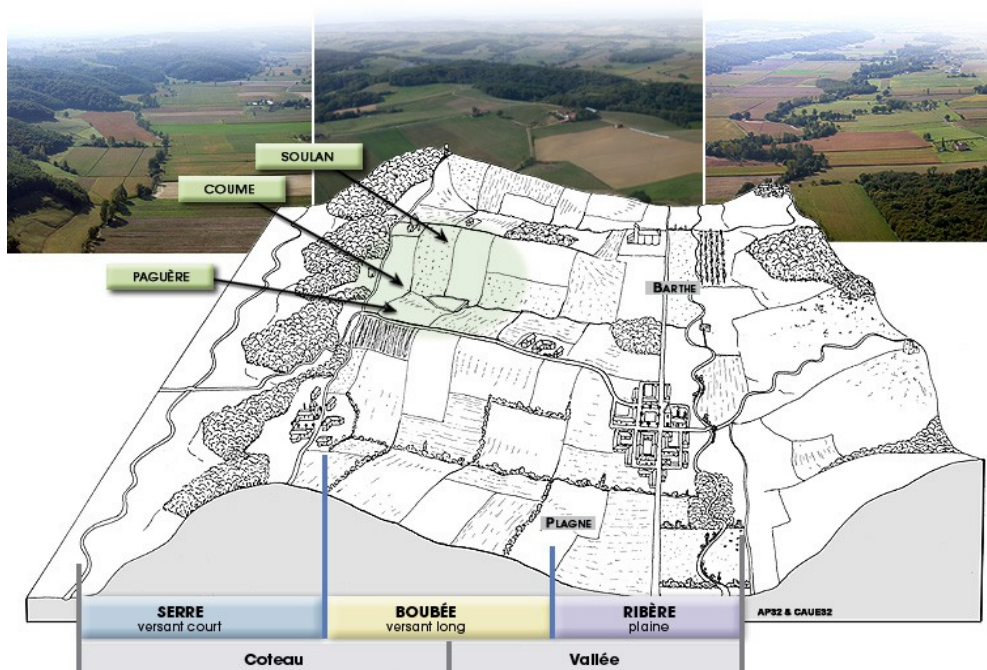 SOULAN
COUME
PAGUÈRE
BARTHE
PLAGNE
AP32 & CAUE32
SERRE
versant court
BOUBÉE
versant long
RIBÈRE
plaine
Coteau
Vallée